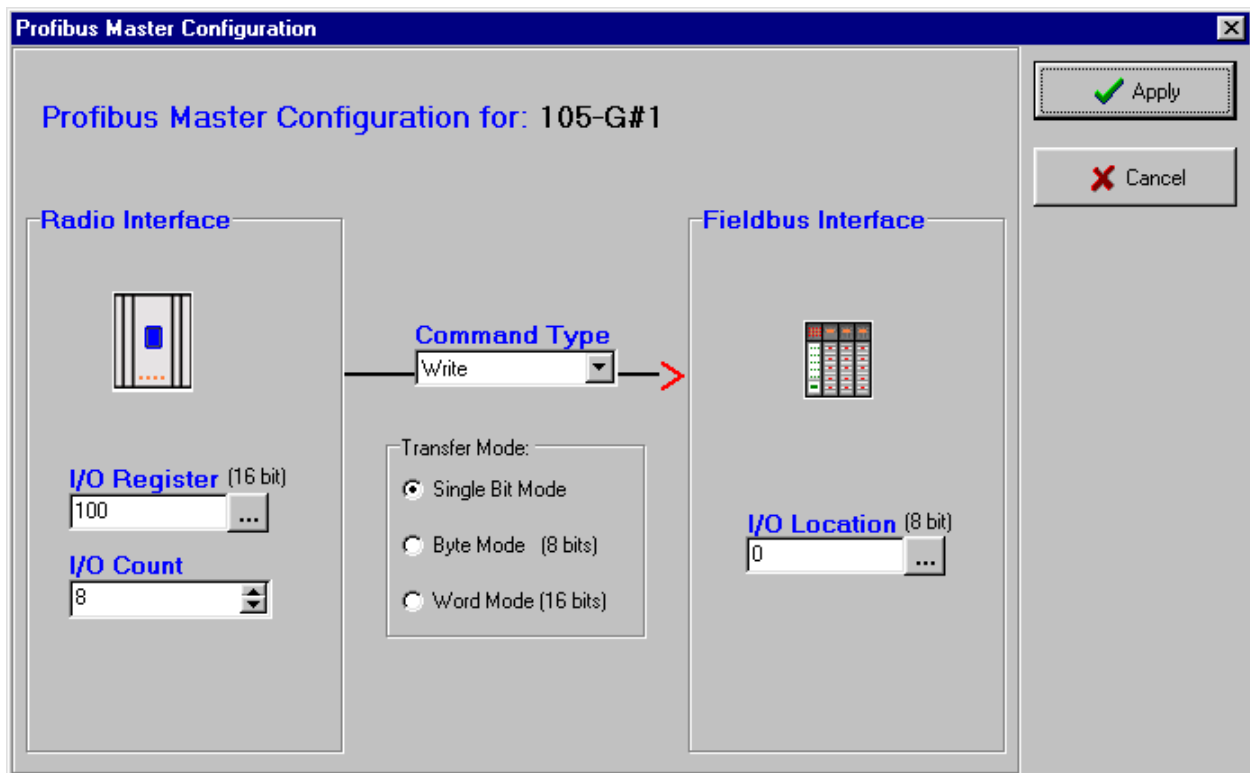 Profibus Master Configuration
Profibus Master Configuration for: 105-G#1
Apply
Cancel
Radio Interface
I/O Register (16 bit)
100
...
I/O Count
8
Command Type
Write
Transfer Mode:
Single Bit Mode
Byte Mode (8 bits)
Word Mode (16 bits)
Fieldbus Interface
I/O Location (8 bit)
0
...